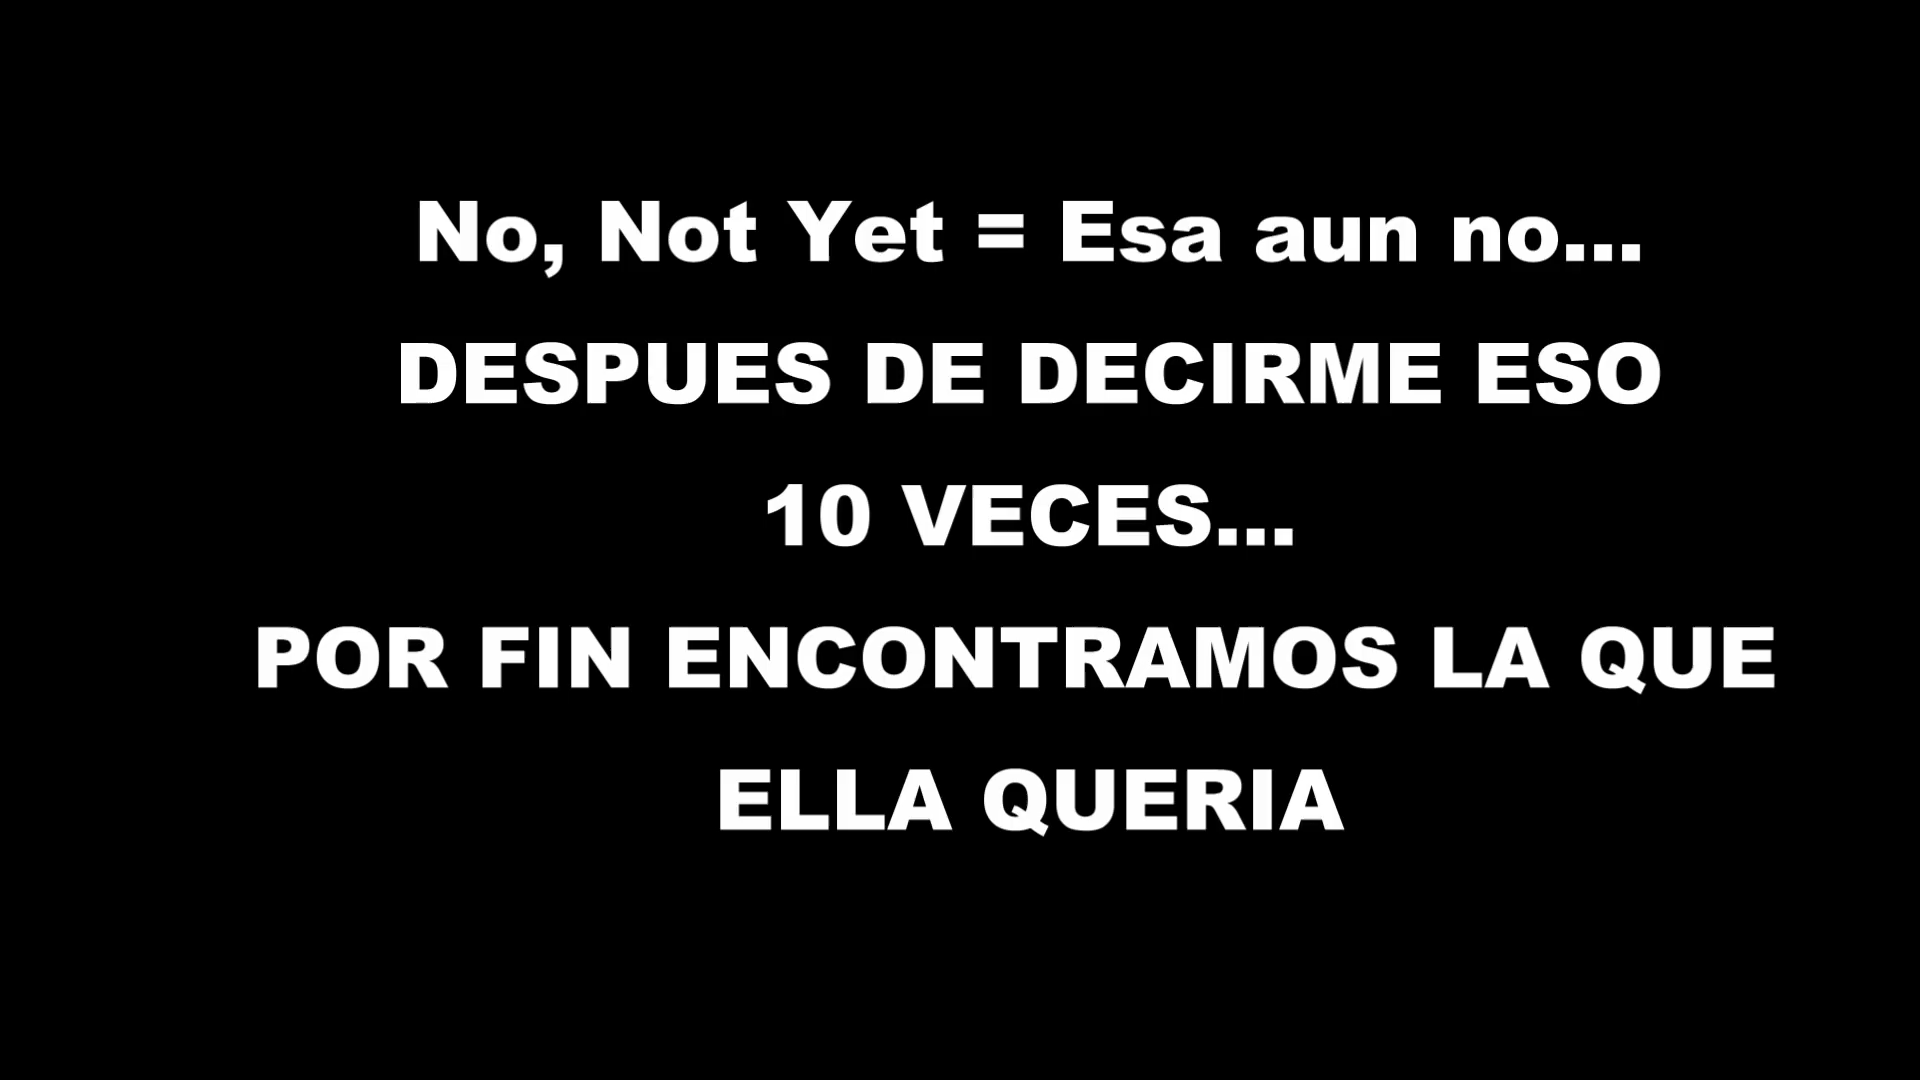 No, Not Yet = Esa aun no...
DESPUES DE DECIRME ESO
10 VECES...
POR FIN ENCONTRAMOS LA QUE
ELLA QUERIA